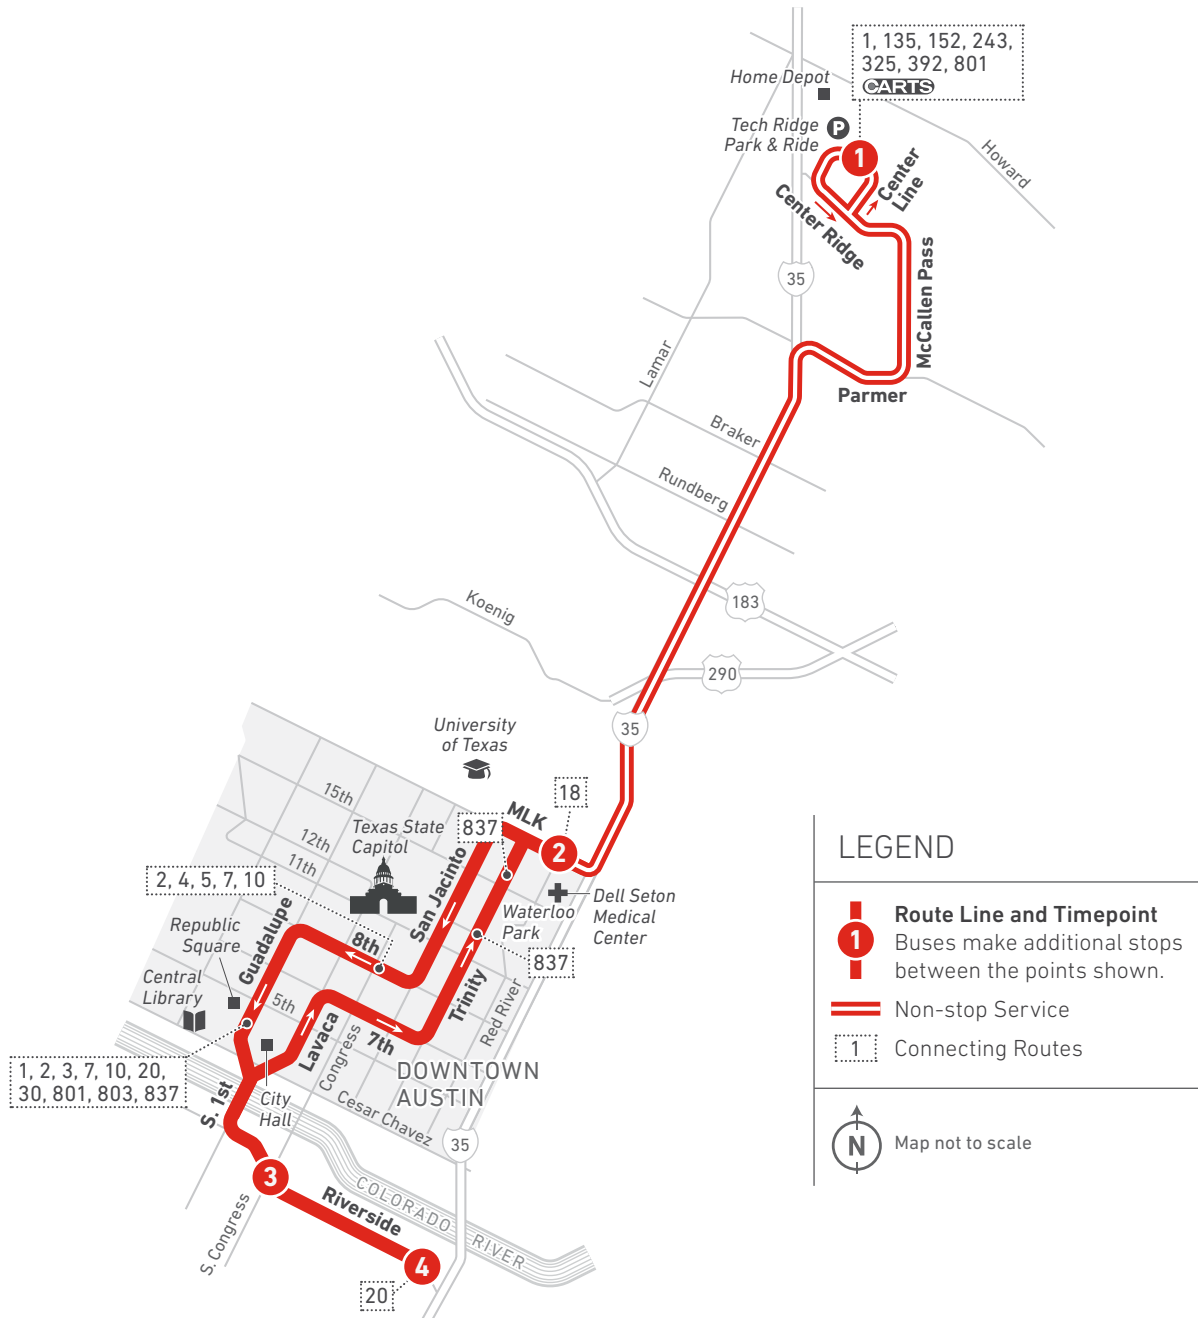 1, 135, 152, 243,
325, 392, 801
CARTS
Home Depot
Tech Ridge
Park & Ride
P
1
Howard
Center
Line
Center Ridge
35
McCallen Pass
Lamar
Parmer
Braker
Rundberg
183
Koenig
290
35
University
of Texas
18
15th
MLK
837
12th
Texas State
Capitol
2
11th
2, 4, 5, 7, 10
San Jacinto
Dell Seton
Medical
Center
Waterloo
Park
Republic
Square
Guadalupe
8th
837
Central
Library
5th
Trinity
Red River
Lavaca
Congress
7th
1, 2, 3, 7, 10, 20,
30, 801, 803, 837
DOWNTOWN
AUSTIN
S. 1st
City
Hall
Cesar Chavez
35
3
Riverside
COLORADO RIVER
S. Congress
4
20
LEGEND
1
Route Line and Timepoint
Buses make additional stops
between the points shown.
Non-stop Service
1
Connecting Routes
N
Map not to scale